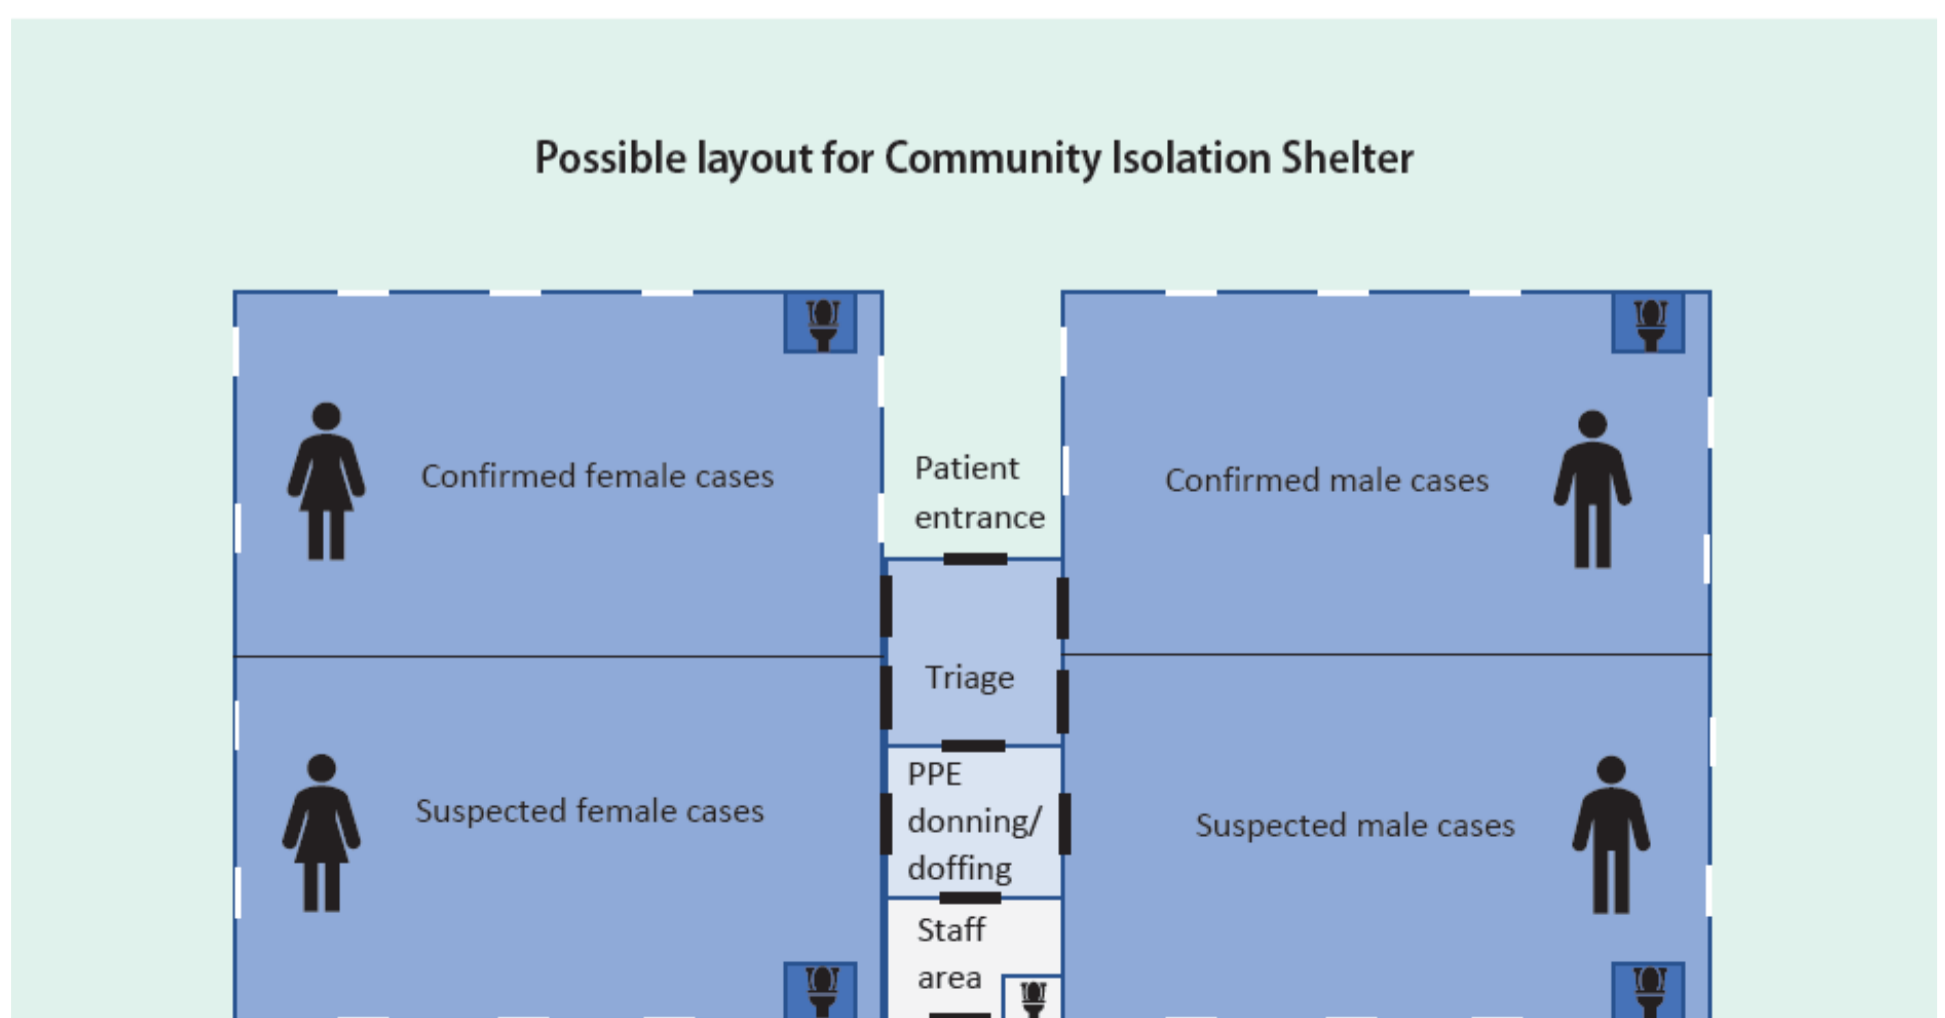 Possible layout for Community Isolation Shelter
Confirmed female cases
Patient
entrance
Confirmed male cases
Triage
Suspected female cases
PPE
donning/
doffing
Suspected male cases
Staff
area